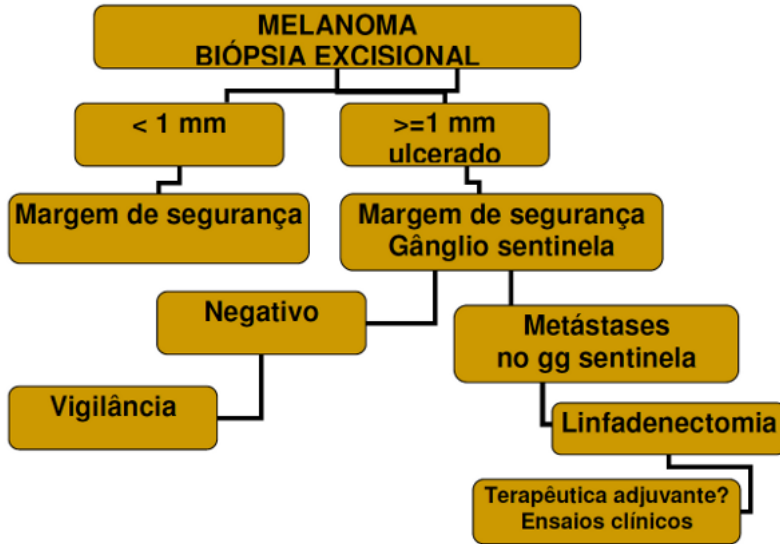 MELANOMA
BIÓPSIA EXCISIONAL
< 1 mm
>=1 mm
ulcerado
Margem de segurança
Margem de segurança
Gânglio sentinela
Negativo
Metástases
no gg sentinela
Vigilância
Linfadenectomia
Terapêutica adjuvante?
Ensaios clínicos